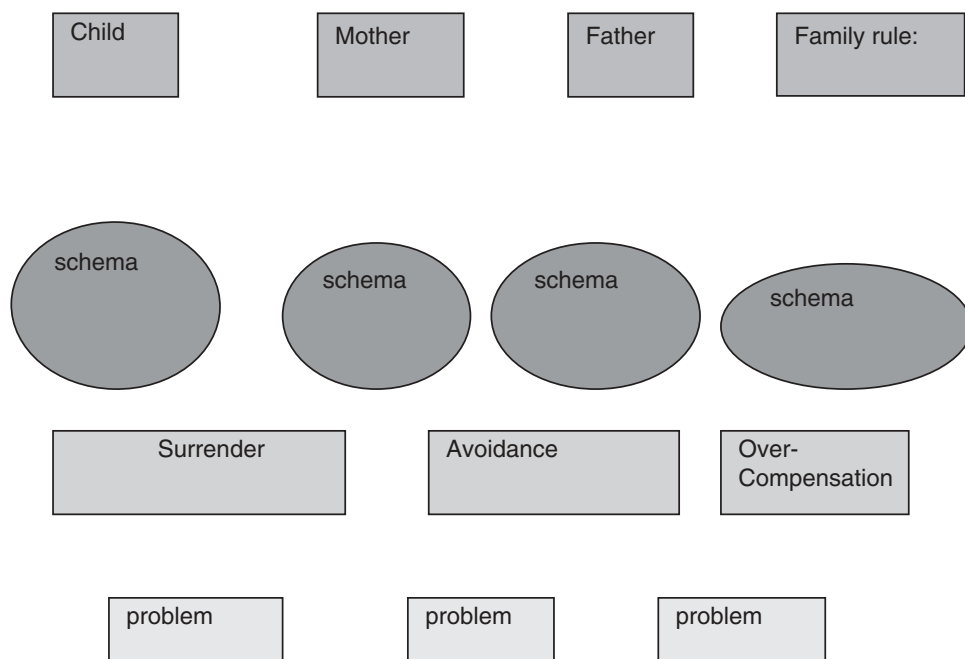 Child
Mother
Father
Family rule:
schema
schema
schema
schema
Surrender
Avoidance
Over-
Compensation
problem
problem
problem